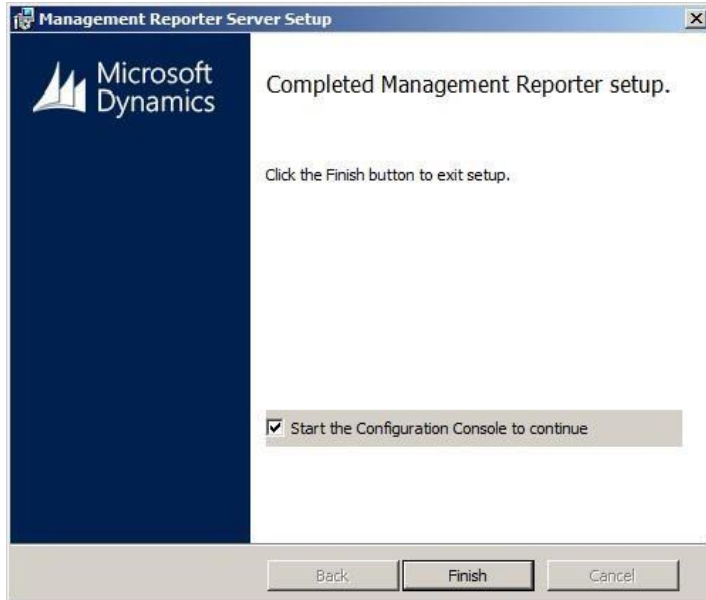 Management Reporter Server Setup
Microsoft
Dynamics
Completed Management Reporter setup.
Click the Finish button to exit setup.
Start the Configuration Console to continue
Back
Finish
Cancel